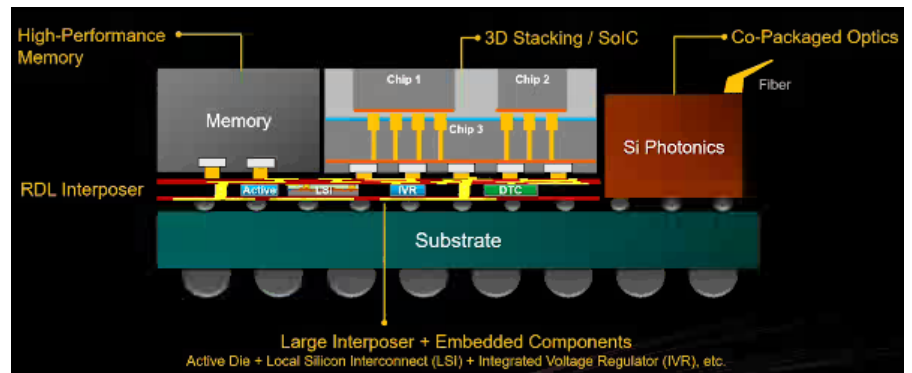 High-Performance
Memory
3D Stacking / SoIC
Co-Packaged Optics
Fiber
Chip 1
Chip 2
Memory
Chip 3
Si Photonics
RDL Interposer
Active
LSI
IVR
DTC
Substrate
Large Interposer + Embedded Components
Active Die + Local Silicon Interconnect (LSI) + Integrated Voltage Regulator (IVR), etc.